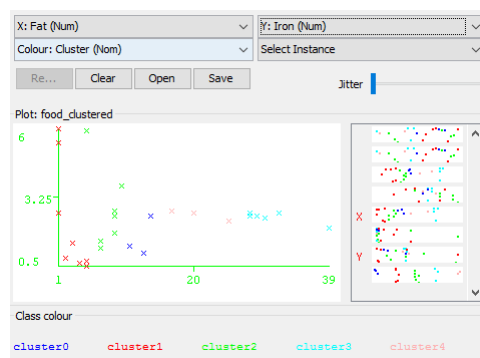 X: Fat (Num) Y: Iron (Num)
Colour: Cluster (Nom) Select Instance
Re... Clear Open Save Jitter
Plot: food_clustered
6
3.25
0.5
1 20 39
X
Y
Class colour
cluster0 cluster1 cluster2 cluster3 cluster4